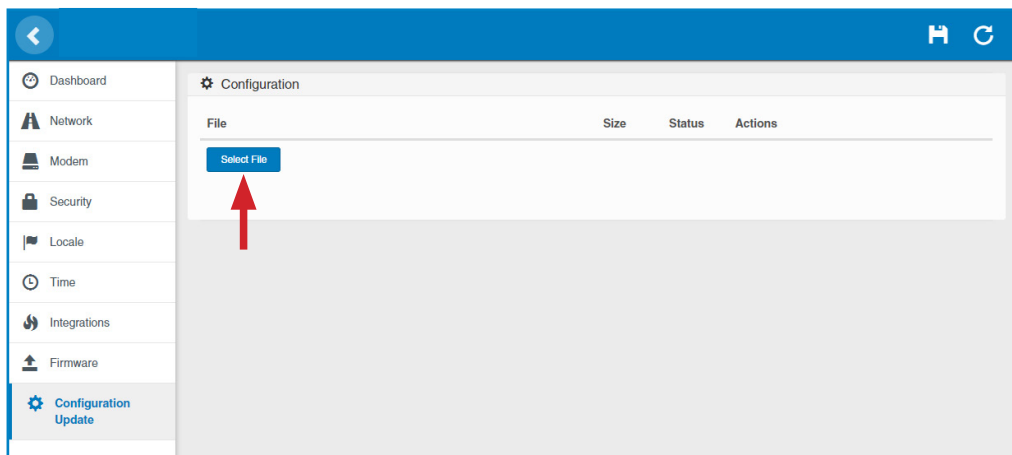 Dashboard
Network
Modem
Security
Locale
Time
Integrations
Firmware
Configuration
Update
Configuration
File Size Status Actions
Select File